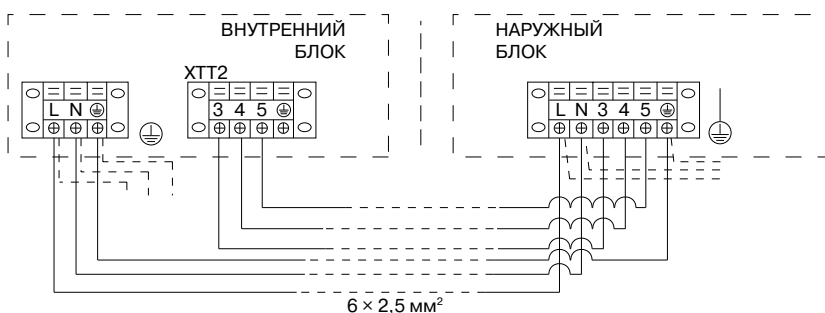 ВНУТРЕННИЙ
БЛОК
НАРУЖНЫЙ
БЛОК
XTT2
L N
3 4 5
L N 3 4 5
6 × 2,5 мм²